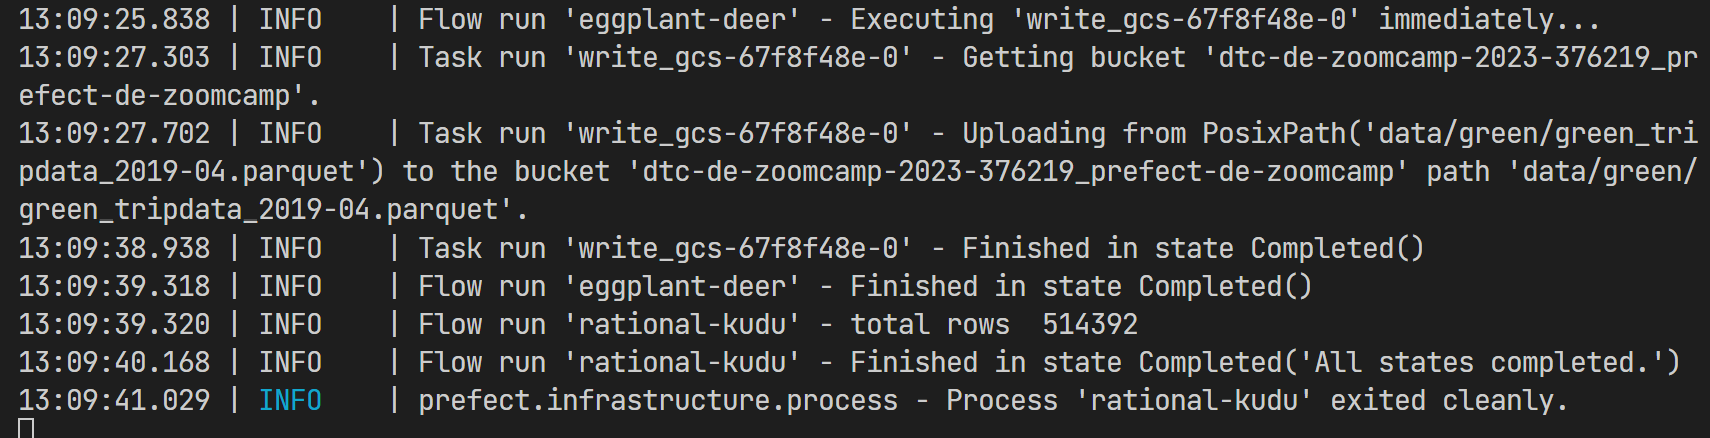 13:09:25.838 | INFO    | Flow run 'eggplant-deer' - Executing 'write_gcs-67f8f48e-0' immediately...
13:09:27.303 | INFO    | Task run 'write_gcs-67f8f48e-0' - Getting bucket 'dtc-de-zoomcamp-2023-376219_pr
efect-de-zoomcamp'.
13:09:27.702 | INFO    | Task run 'write_gcs-67f8f48e-0' - Uploading from PosixPath('data/green/green_tri
pdata_2019-04.parquet') to the bucket 'dtc-de-zoomcamp-2023-376219_prefect-de-zoomcamp' path 'data/green/
green_tripdata_2019-04.parquet'.
13:09:38.938 | INFO    | Task run 'write_gcs-67f8f48e-0' - Finished in state Completed()
13:09:39.318 | INFO    | Flow run 'eggplant-deer' - Finished in state Completed()
13:09:39.320 | INFO    | Flow run 'rational-kudu' - total rows  514392
13:09:40.168 | INFO    | Flow run 'rational-kudu' - Finished in state Completed('All states completed.')
13:09:41.029 | INFO    | prefect.infrastructure.process - Process 'rational-kudu' exited cleanly.